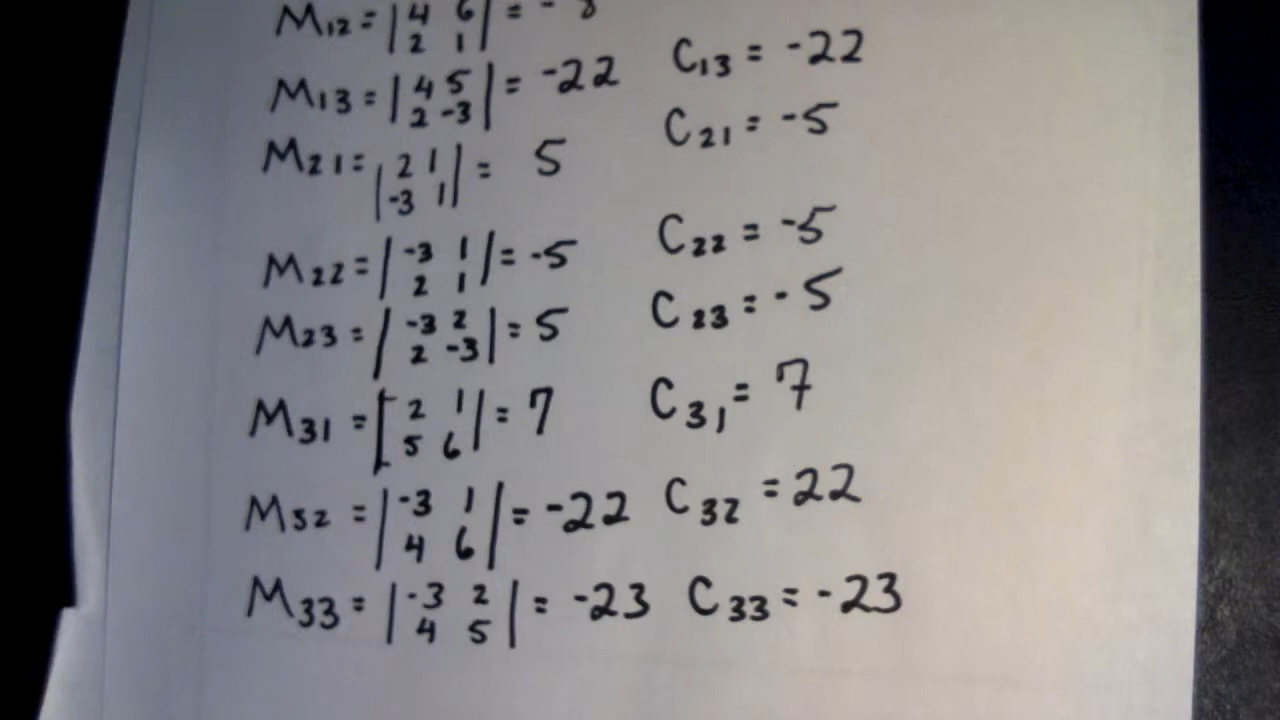 M12 = |4 6 2 1| = -8
M13 = |4 5 2 -3| = -22 C13 = -22
M21 = |2 1 -3 1| = 5 C21 = -5
M22 = |-3 1 2 1| = -5 C22 = -5
M23 = |-3 2 2 -3| = 5 C23 = -5
M31 = [2 1 5 6| = 7 C31 = 7
M32 = |-3 1 4 6| = -22 C32 = 22
M33 = |-3 2 4 5| = -23 C33 = -23